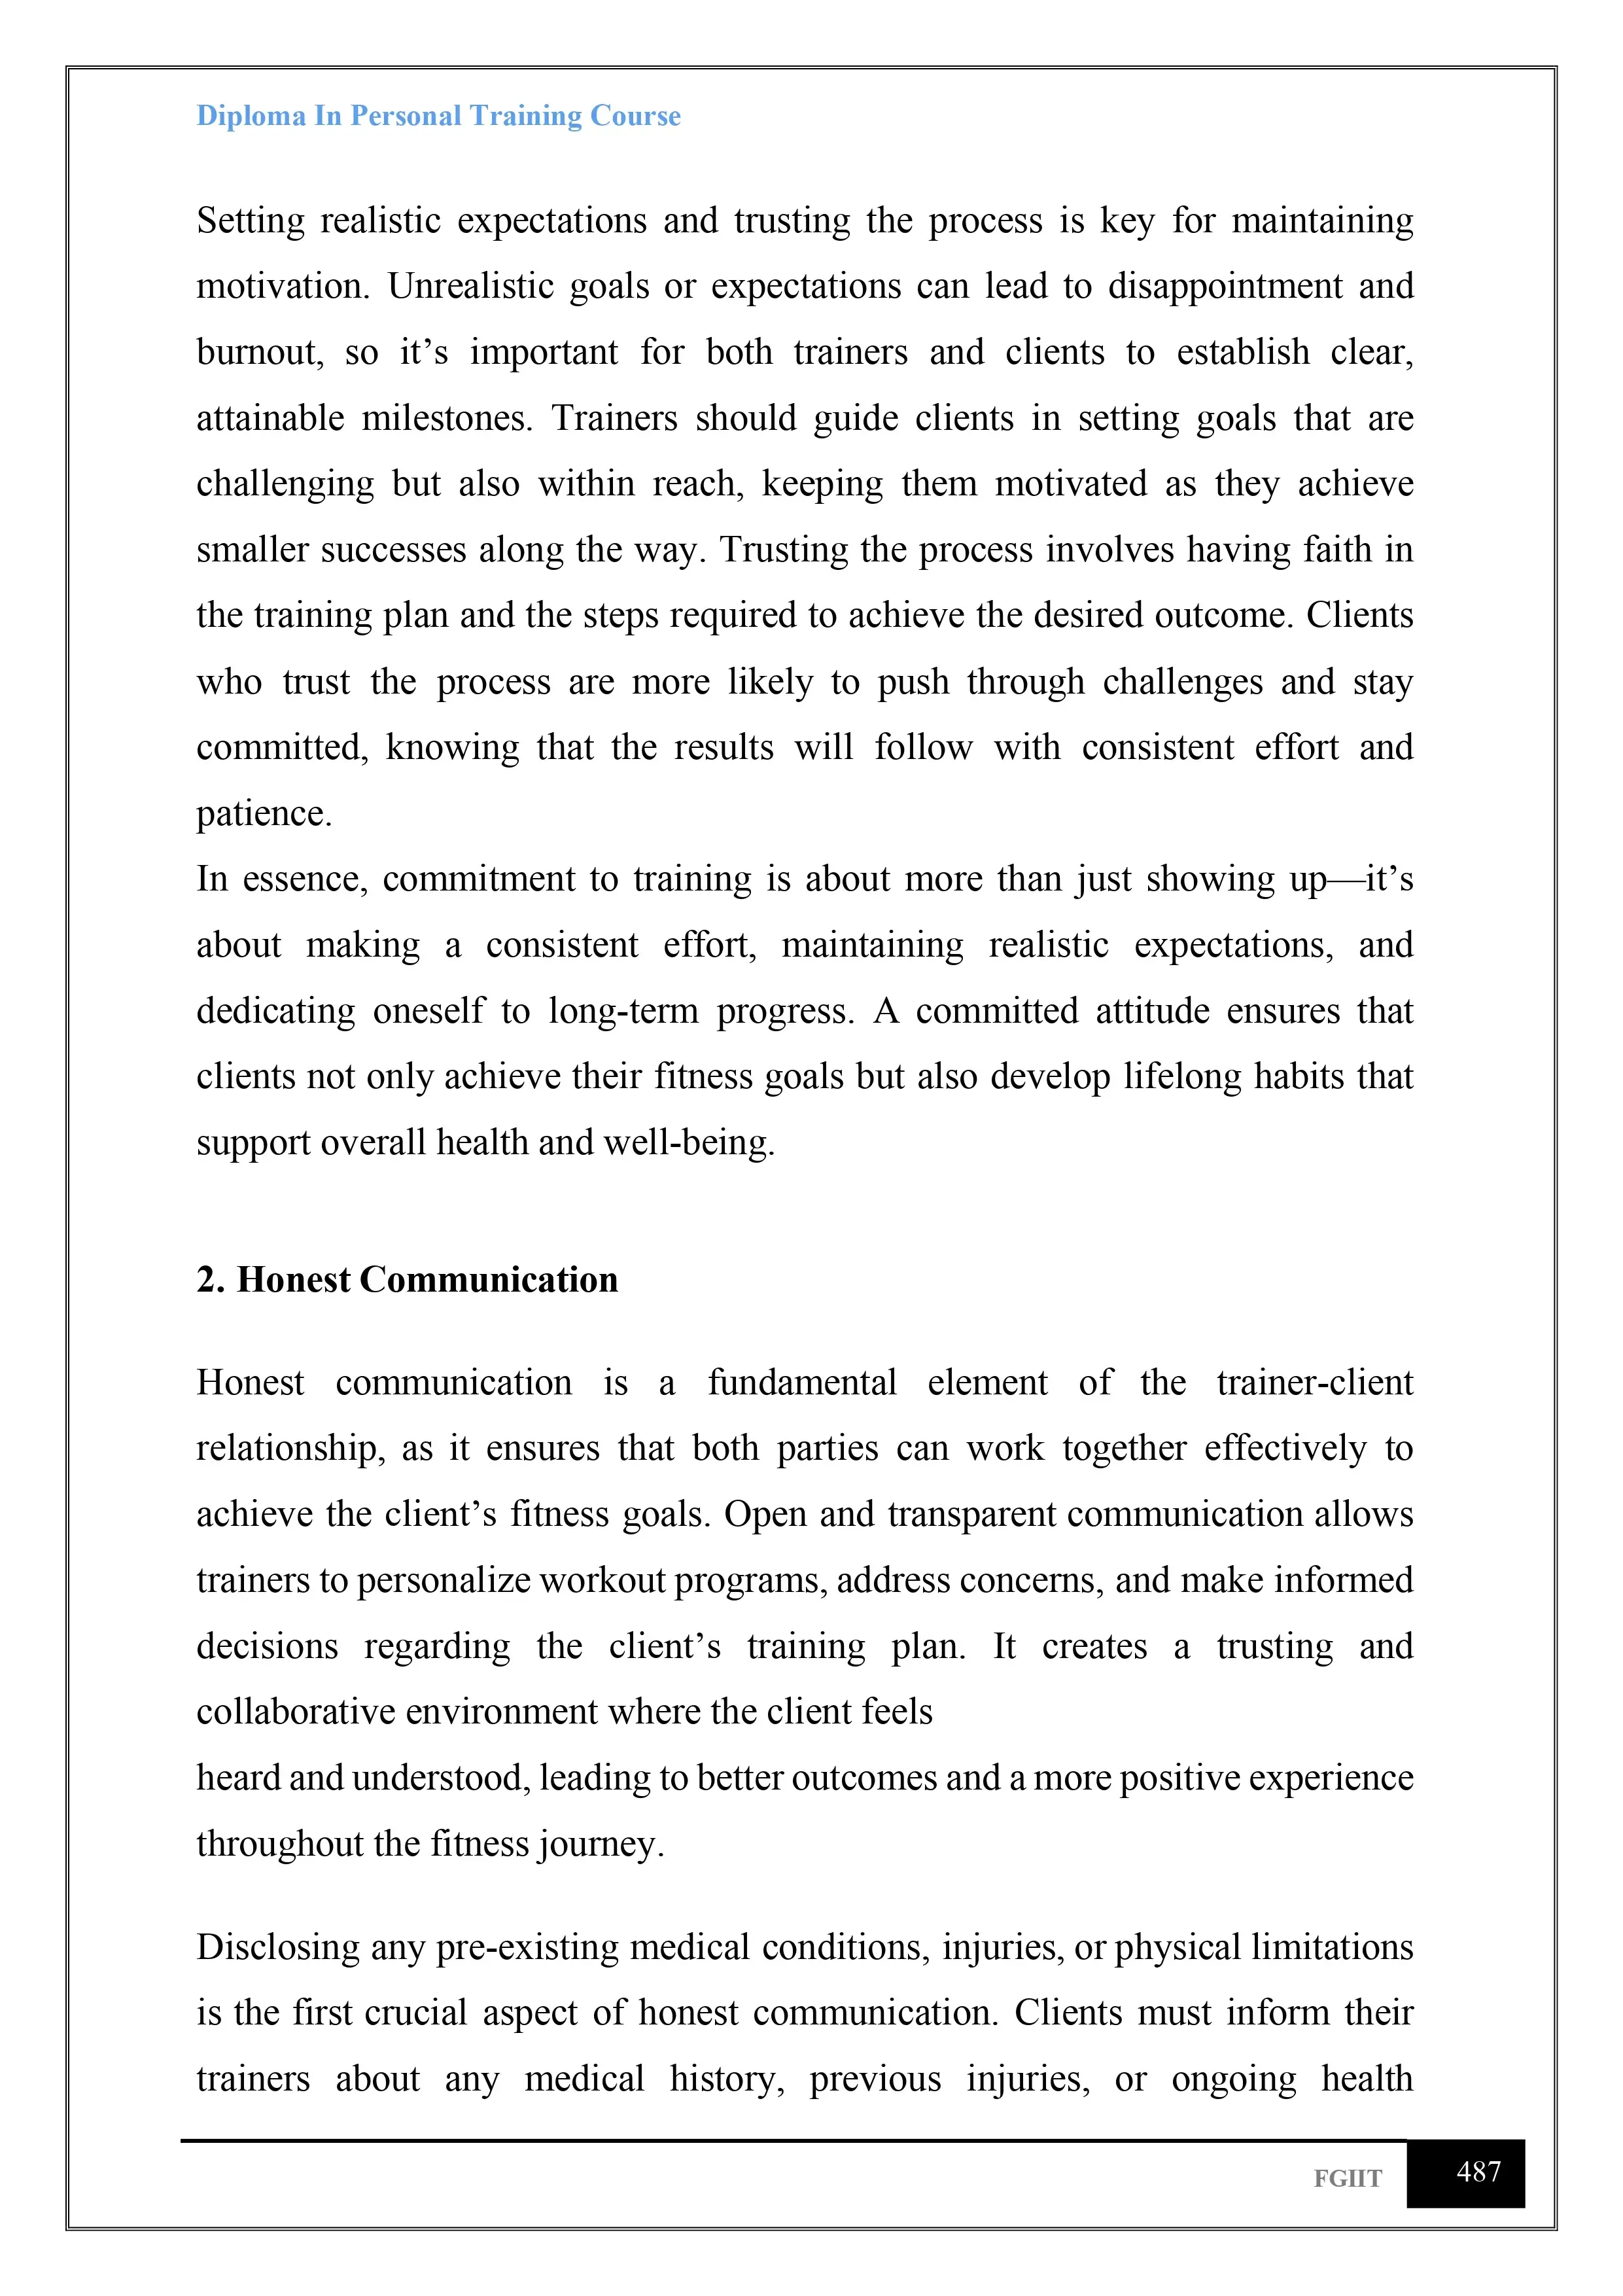 Diploma In Personal Training Course
Setting realistic expectations and trusting the process is key for maintaining
motivation. Unrealistic goals or expectations can lead to disappointment and
burnout, so it’s important for both trainers and clients to establish clear,
attainable milestones. Trainers should guide clients in setting goals that are
challenging but also within reach, keeping them motivated as they achieve
smaller successes along the way. Trusting the process involves having faith in
the training plan and the steps required to achieve the desired outcome. Clients
who trust the process are more likely to push through challenges and stay
committed, knowing that the results will follow with consistent effort and
patience.
In essence, commitment to training is about more than just showing up—it’s
about making a consistent effort, maintaining realistic expectations, and
dedicating oneself to long-term progress. A committed attitude ensures that
clients not only achieve their fitness goals but also develop lifelong habits that
support overall health and well-being.
2. Honest Communication
Honest communication is a fundamental element of the trainer-client
relationship, as it ensures that both parties can work together effectively to
achieve the client’s fitness goals. Open and transparent communication allows
trainers to personalize workout programs, address concerns, and make informed
decisions regarding the client’s training plan. It creates a trusting and
collaborative environment where the client feels
heard and understood, leading to better outcomes and a more positive experience
throughout the fitness journey.
Disclosing any pre-existing medical conditions, injuries, or physical limitations
is the first crucial aspect of honest communication. Clients must inform their
trainers about any medical history, previous injuries, or ongoing health
FGIIT 487